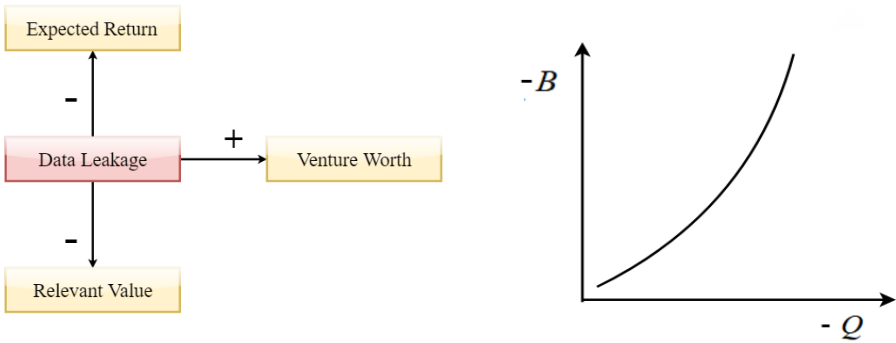 Expected Return
-
+
Data Leakage
Venture Worth
-
Relevant Value
- B
- Q